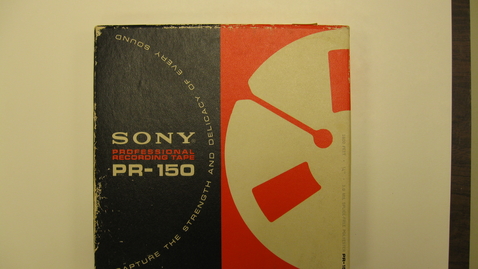 CAPTURE THE STRENGTH AND DELICACY OF EVERY SOUND
SONY
PROFESSIONAL
RECORDING TAPE
PR-150